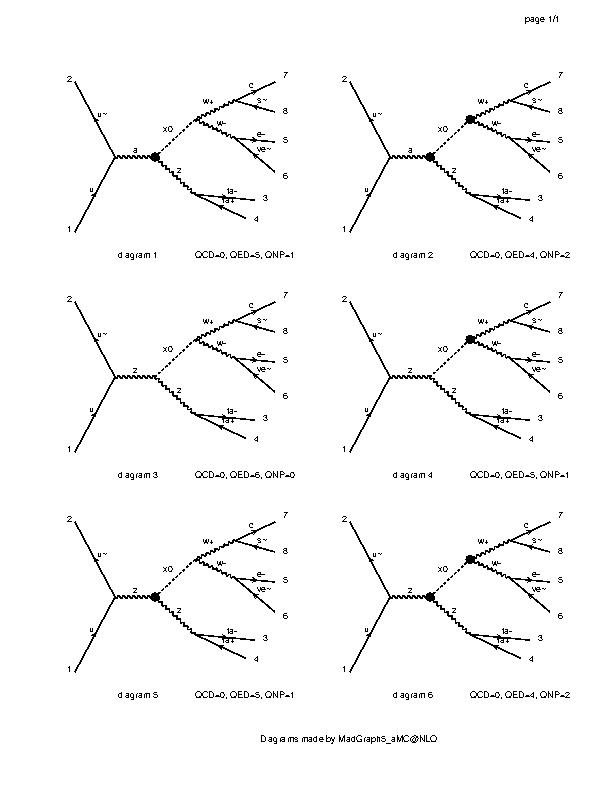 page 1/1
2 u~ u 1 a x0 z w+ w- c 7 s~ 8 e- 5 ve~ 6 ta- 3 ta+ 4
diagram 1 QCD=0, QED=5, QNP=1
2 u~ u 1 a x0 z w+ w- c 7 s~ 8 e- 5 ve~ 6 ta- 3 ta+ 4
diagram 2 QCD=0, QED=4, QNP=2
2 u~ u 1 z x0 z w+ w- c 7 s~ 8 e- 5 ve~ 6 ta- 3 ta+ 4
diagram 3 QCD=0, QED=6, QNP=0
2 u~ u 1 z x0 z w+ w- c 7 s~ 8 e- 5 ve~ 6 ta- 3 ta+ 4
diagram 4 QCD=0, QED=5, QNP=1
2 u~ u 1 z x0 z w+ w- c 7 s~ 8 e- 5 ve~ 6 ta- 3 ta+ 4
diagram 5 QCD=0, QED=5, QNP=1
2 u~ u 1 z x0 z w+ w- c 7 s~ 8 e- 5 ve~ 6 ta- 3 ta+ 4
diagram 6 QCD=0, QED=4, QNP=2
Diagrams made by MadGraph5_aMC@NLO